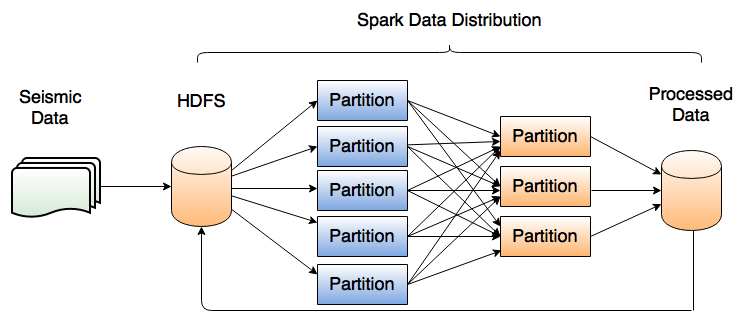 Spark Data Distribution
Seismic
Data
HDFS
Partition
Partition
Partition
Partition
Partition
Partition
Partition
Partition
Processed
Data